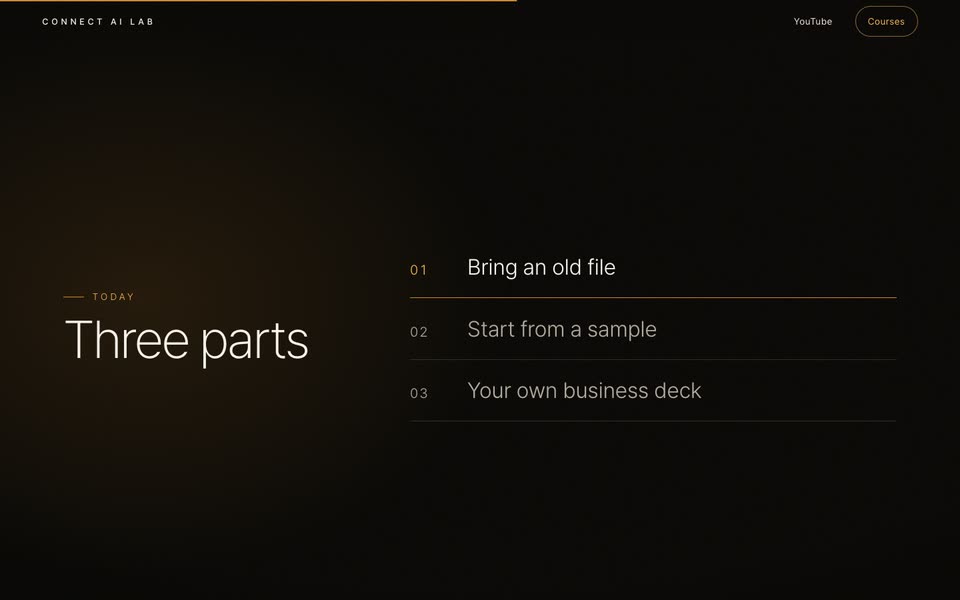 CONNECT AI LAB
YouTube
Courses
TODAY
Three parts
01 Bring an old file
02 Start from a sample
03 Your own business deck